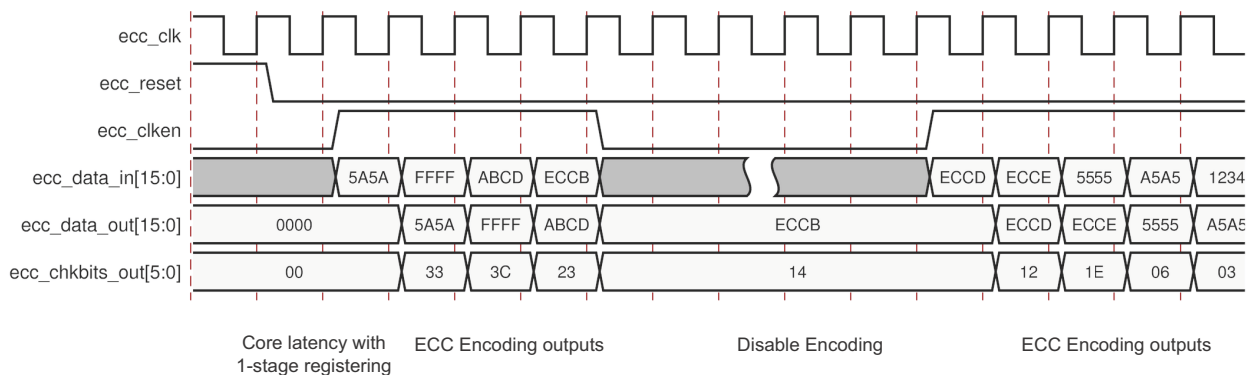 ecc_clk
ecc_reset
ecc_clken
ecc_data_in[15:0] 5A5A FFFF ABCD ECCB ECCD ECCE 5555 A5A5 1234
ecc_data_out[15:0] 0000 5A5A FFFF ABCD ECCB ECCD ECCE 5555 A5A5
ecc_chkbits_out[5:0] 00 33 3C 23 14 12 1E 06 03
Core latency with ECC Encoding outputs Disable Encoding ECC Encoding outputs
1-stage registering